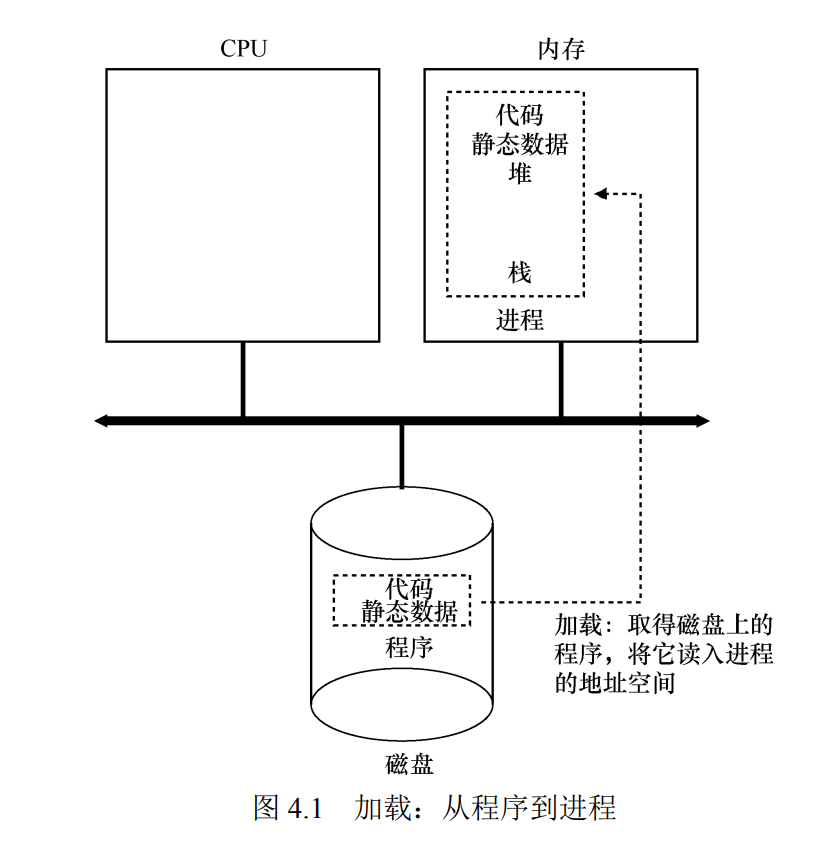 CPU
内存
代码
静态数据
堆
栈
进程
代码
静态数据
程序
加载：取得磁盘上的
程序，将它读入进程
的地址空间
磁盘
图 4.1 加载：从程序到进程